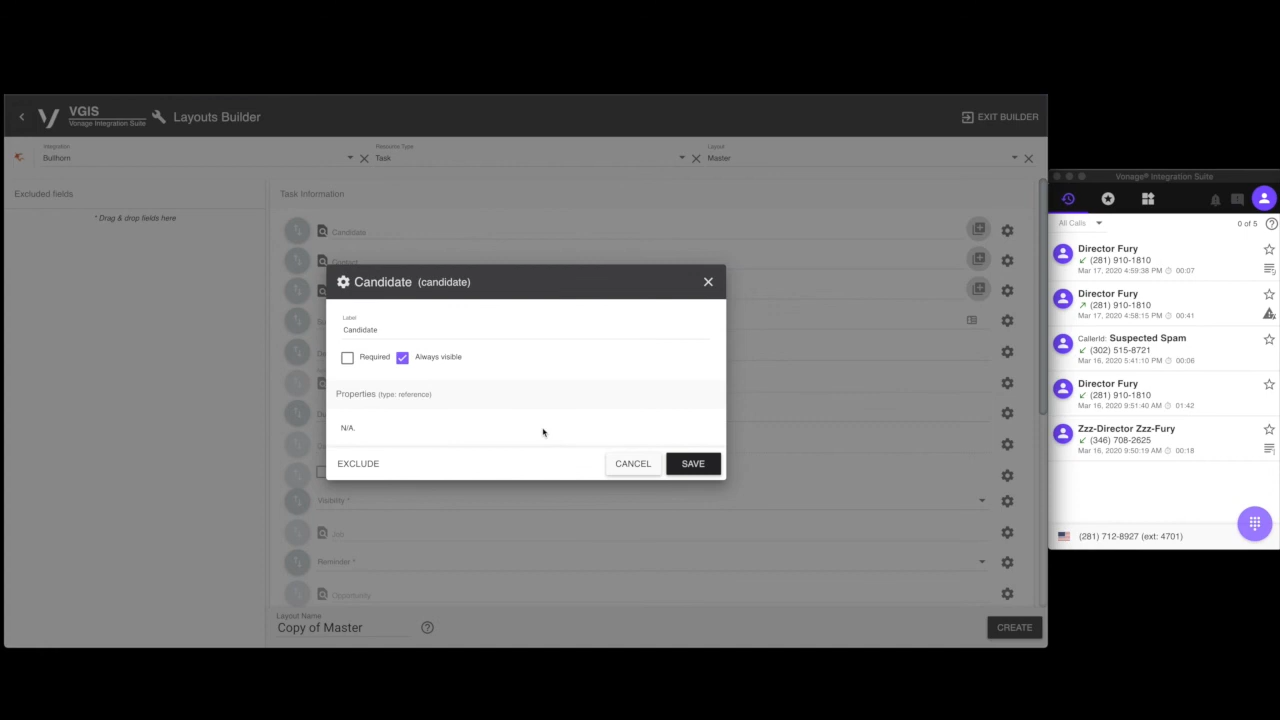 VGIS
Vonage Integration Suite
Layouts Builder
EXIT BUILDER
Integration
Bullhorn
Resource Type
Task
Layout
Master
Excluded fields
* Drag & drop fields here
Task Information
Candidate
Contact
Candidate (candidate)
Label
Candidate
Required
Always visible
Properties (type: reference)
N/A.
EXCLUDE
CANCEL
SAVE
Visibility *
Job
Reminder *
Opportunity
Layout Name
Copy of Master
CREATE
Vonage® Integration Suite
All Calls
0 of 5
Director Fury
(281) 910-1810
Mar 17, 2020 4:59:38 PM 00:07
Director Fury
(281) 910-1810
Mar 17, 2020 4:58:15 PM 00:41
CallerId: Suspected Spam
(302) 515-8721
Mar 16, 2020 5:41:10 PM 00:06
Director Fury
(281) 910-1810
Mar 16, 2020 9:51:40 AM 01:42
Zzz-Director Zzz-Fury
(346) 708-2625
Mar 16, 2020 9:50:19 AM 00:18
(281) 712-8927 (ext: 4701)